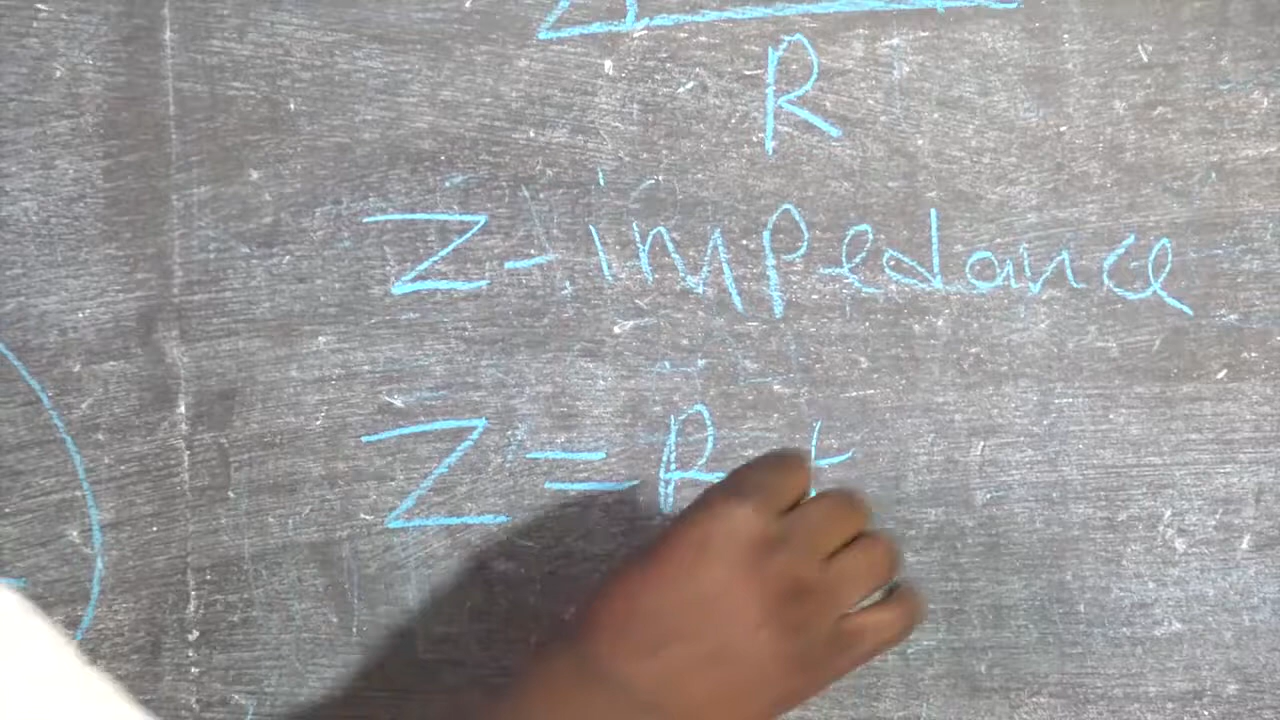 R
Z - impedance
Z = R +